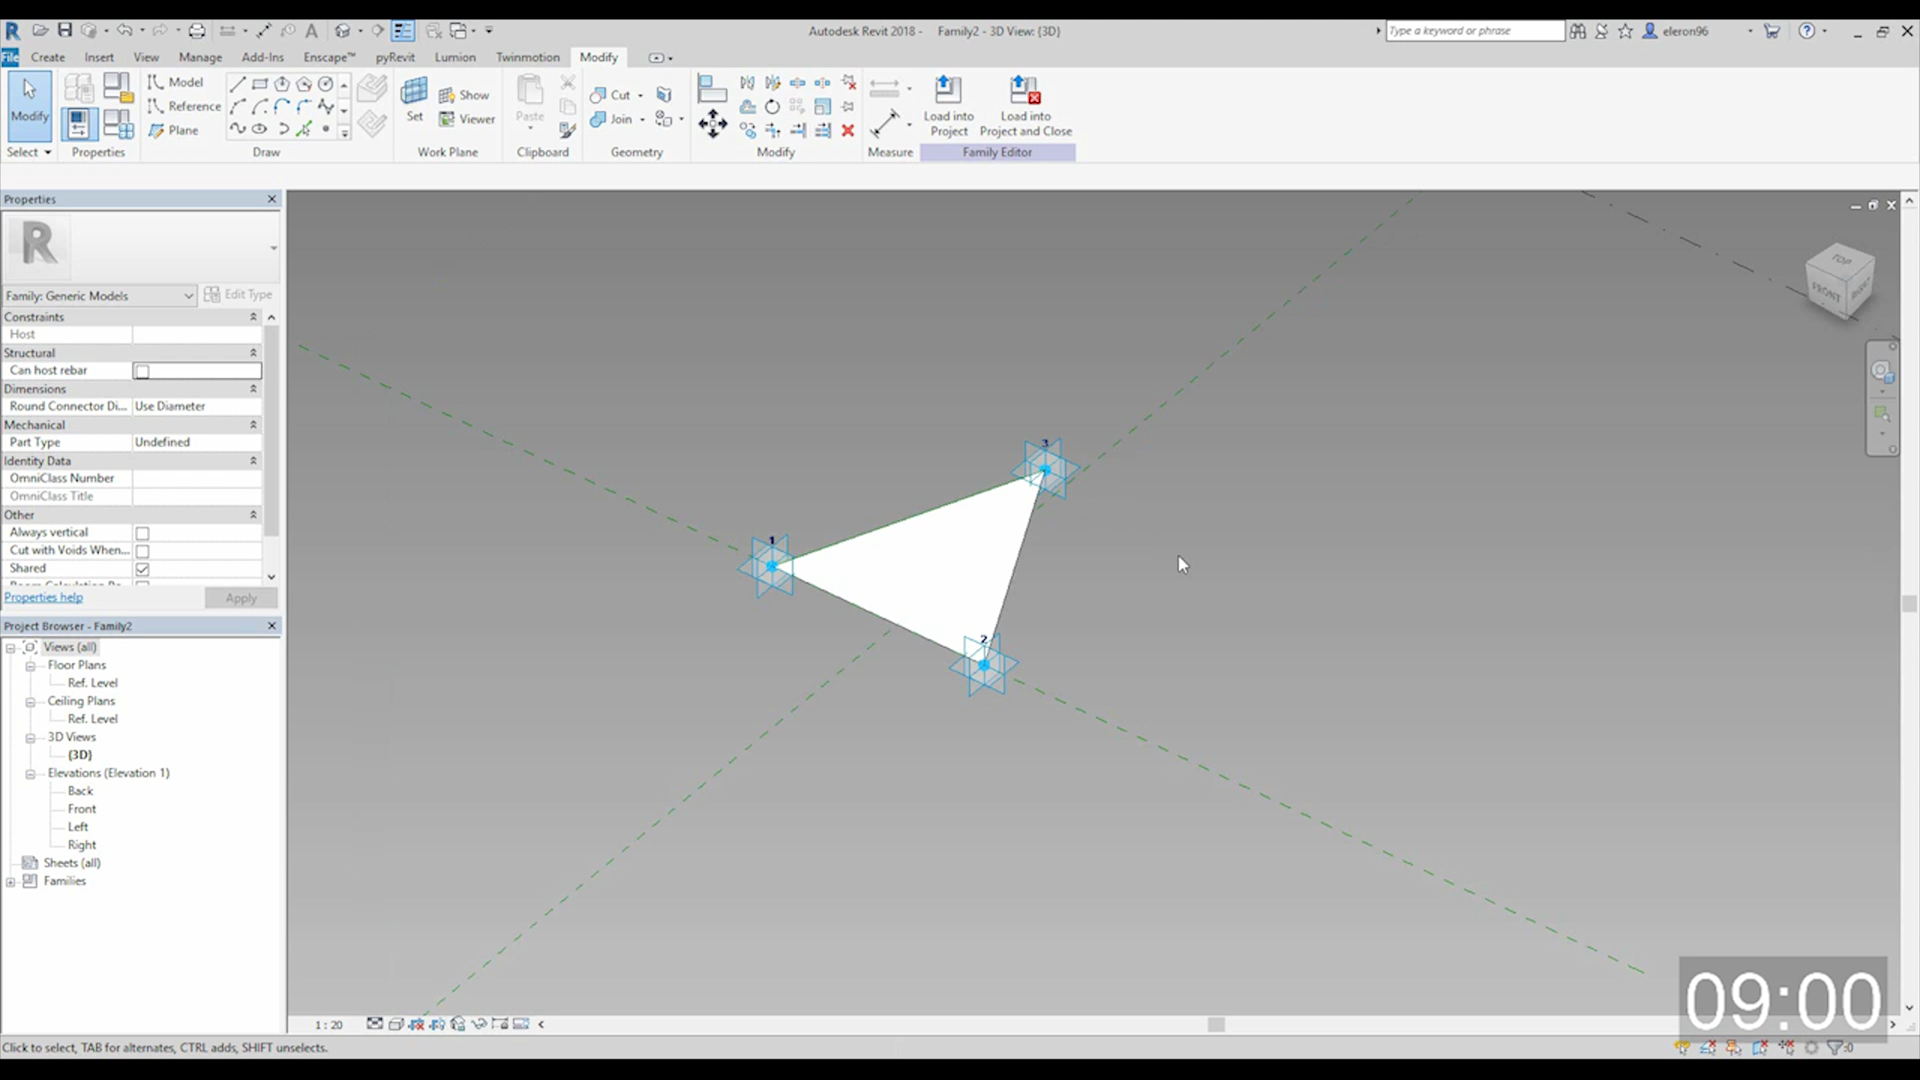 Autodesk Revit 2018 - Family2 - 3D View: {3D}
Type a keyword or phrase
eleron96
File Create Insert View Manage Add-Ins Enscape™ pyRevit Lumion Twinmotion Modify
Modify
Model
Reference
Plane
Set
Show
Viewer
Paste
Cut
Join
Load into Project
Load into Project and Close
Select Properties Draw Work Plane Clipboard Geometry Modify Measure Family Editor
Properties
R
Family: Generic Models Edit Type
Constraints
Host
Structural
Can host rebar
Dimensions
Round Connector Di... Use Diameter
Mechanical
Part Type Undefined
Identity Data
OmniClass Number
OmniClass Title
Other
Always vertical
Cut with Voids When...
Shared
Properties help Apply
Project Browser - Family2
Views (all)
Floor Plans
Ref. Level
Ceiling Plans
Ref. Level
3D Views
{3D}
Elevations (Elevation 1)
Back
Front
Left
Right
Sheets (all)
Families
TOP
FRONT RIGHT
3
1
2
1 : 20
09:00
Click to select, TAB for alternates, CTRL adds, SHIFT unselects.
:0